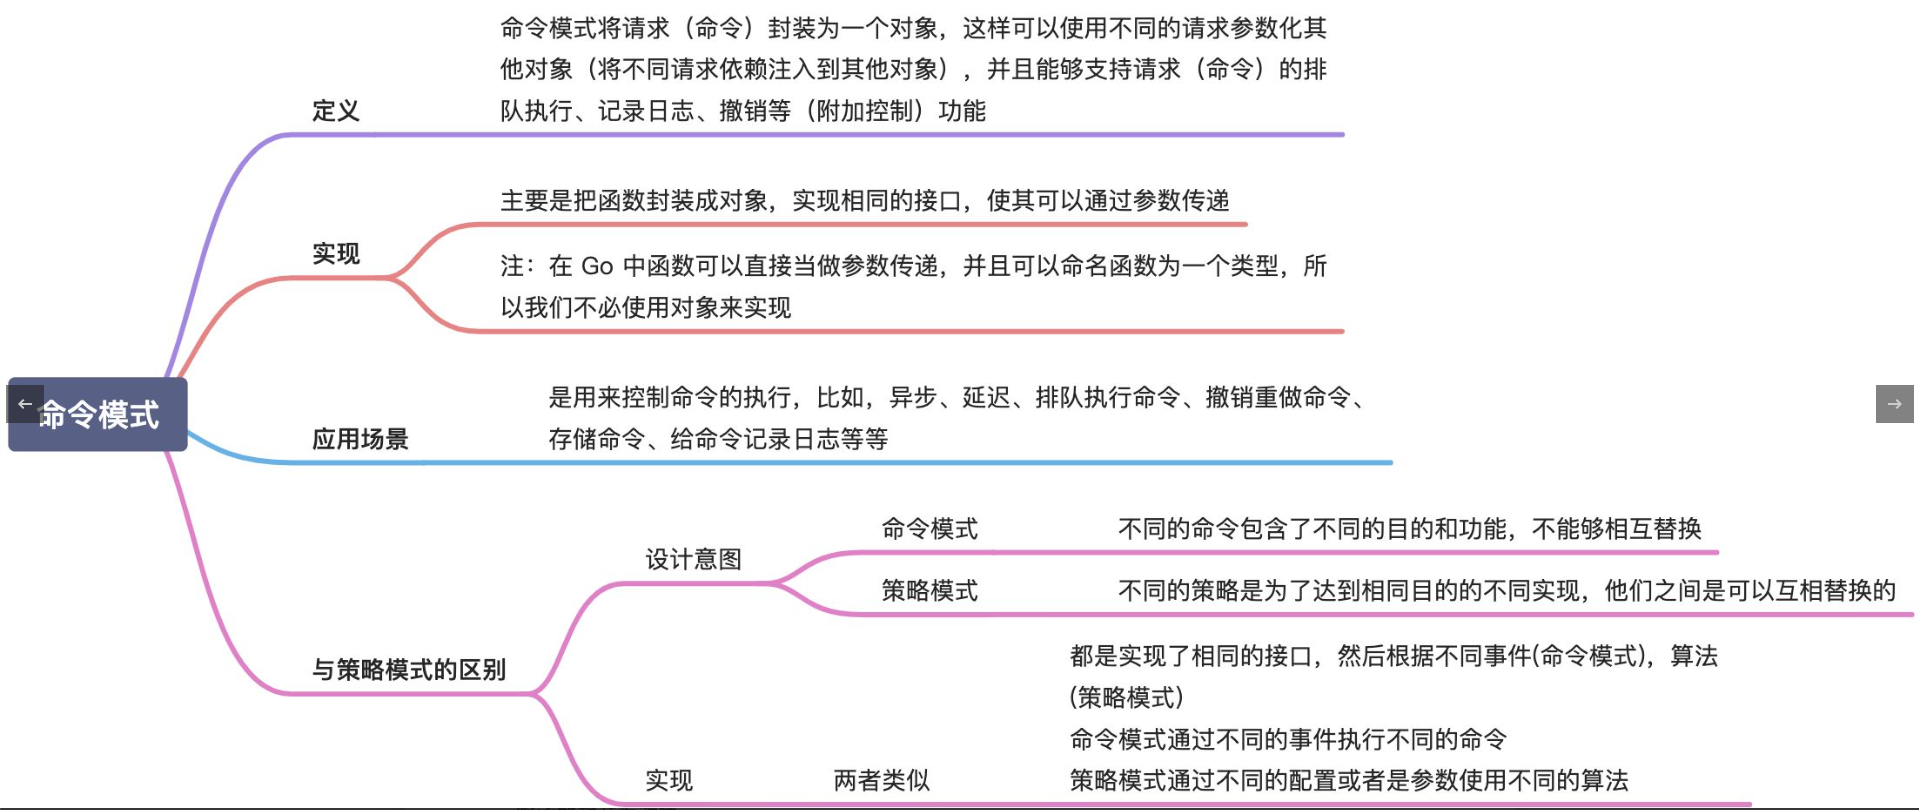 命令模式将请求（命令）封装为一个对象，这样可以使用不同的请求参数化其
他对象（将不同请求依赖注入到其他对象），并且能够支持请求（命令）的排
队执行、记录日志、撤销等（附加控制）功能
定义
主要是把函数封装成对象，实现相同的接口，使其可以通过参数传递
实现
注：在 Go 中函数可以直接当做参数传递，并且可以命名函数为一个类型，所
以我们不必使用对象来实现
命令模式
是用来控制命令的执行，比如，异步、延迟、排队执行命令、撤销重做命令、
存储命令、给命令记录日志等等
应用场景
命令模式
不同的命令包含了不同的目的和功能，不能够相互替换
设计意图
策略模式
不同的策略是为了达到相同目的的不同实现，他们之间是可以互相替换的
与策略模式的区别
都是实现了相同的接口，然后根据不同事件(命令模式)，算法
(策略模式)
命令模式通过不同的事件执行不同的命令
策略模式通过不同的配置或者是参数使用不同的算法
实现
两者类似